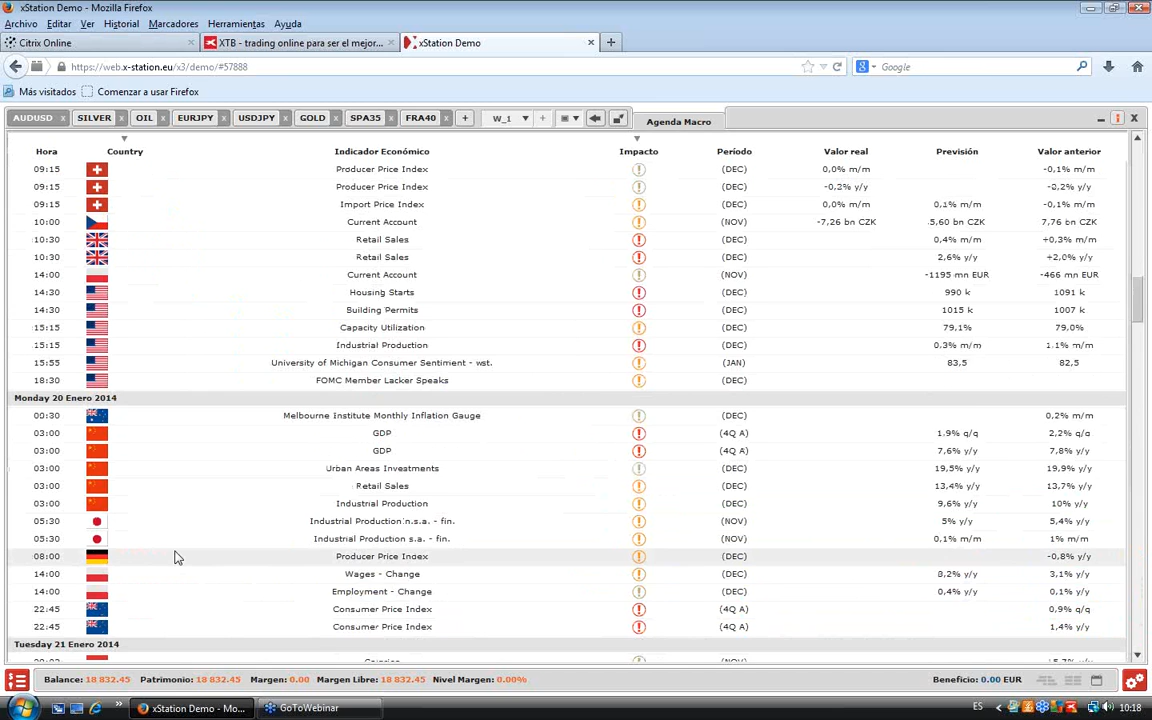 xStation Demo - Mozilla Firefox
Archivo Editar Ver Historial Marcadores Herramientas Ayuda
Citrix Online × XTB - trading online para ser el mejor... × xStation Demo × +
https://web.x-station.eu/x3/demo/#57888 Google
Más visitados Comenzar a usar Firefox
AUDUSD x SILVER x OIL x EURJPY x USDJPY x GOLD x SPA35 x FRA40 x + W_1 + Agenda Macro
Hora Country Indicador Económico Impacto Período Valor real Previsión Valor anterior
09:15 Producer Price Index (DEC) 0,0% m/m -0,1% m/m
09:15 Producer Price Index (DEC) -0,2% y/y -0,2% y/y
09:15 Import Price Index (DEC) 0,0% m/m 0,1% m/m -0,1% m/m
10:00 Current Account (NOV) -7,26 bn CZK 5,60 bn CZK 7,76 bn CZK
10:30 Retail Sales (DEC) 0,4% m/m +0,3% m/m
10:30 Retail Sales (DEC) 2,6% y/y +2,0% y/y
14:00 Current Account (NOV) -1195 mn EUR -466 mn EUR
14:30 Housing Starts (DEC) 990 k 1091 k
14:30 Building Permits (DEC) 1015 k 1007 k
15:15 Capacity Utilization (DEC) 79,1% 79,0%
15:15 Industrial Production (DEC) 0,3% m/m 1,1% m/m
15:55 University of Michigan Consumer Sentiment - wst. (JAN) 83,5 82,5
18:30 FOMC Member Lacker Speaks (DEC)
Monday 20 Enero 2014
00:30 Melbourne Institute Monthly Inflation Gauge (DEC) 0,2% m/m
03:00 GDP (4Q A) 1,9% q/q 2,2% q/q
03:00 GDP (4Q A) 7,6% y/y 7,8% y/y
03:00 Urban Areas Investments (DEC) 19,5% y/y 19,9% y/y
03:00 Retail Sales (DEC) 13,4% y/y 13,7% y/y
03:00 Industrial Production (DEC) 9,6% y/y 10% y/y
05:30 Industrial Production n.s.a. - fin. (NOV) 5% y/y 5,4% y/y
05:30 Industrial Production s.a. - fin. (NOV) 0,1% m/m 1% m/m
08:00 Producer Price Index (DEC) -0,8% y/y
14:00 Wages - Change (DEC) 3,2% y/y 3,1% y/y
14:00 Employment - Change (DEC) 0,4% y/y 0,1% y/y
22:45 Consumer Price Index (4Q A) 0,9% q/q
22:45 Consumer Price Index (4Q A) 1,4% y/y
Tuesday 21 Enero 2014
Balance: 18 832.45 Patrimonio: 18 832.45 Margen: 0.00 Margen Libre: 18 832.45 Nivel Margen: 0.00% Beneficio: 0.00 EUR
xStation Demo - Mo... GoToWebinar ES 10:18